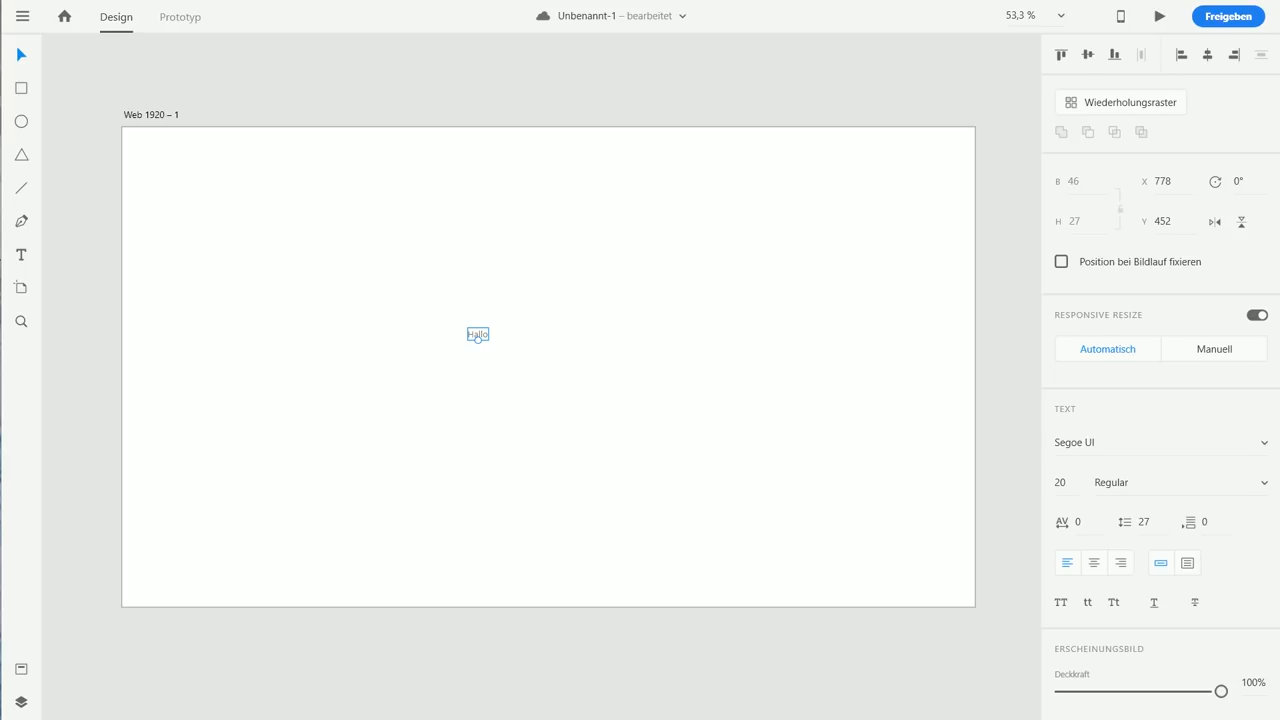 Design Prototyp Unbenannt-1 – bearbeitet 53,3 % Freigeben
Web 1920 – 1
Hallo
Wiederholungsraster
B 46 X 778 0°
H 27 Y 452
Position bei Bildlauf fixieren
RESPONSIVE RESIZE
Automatisch Manuell
TEXT
Segoe UI
20 Regular
AV 0 27 0
TT tt Tt T T
ERSCHEINUNGSBILD
Deckkraft
100%